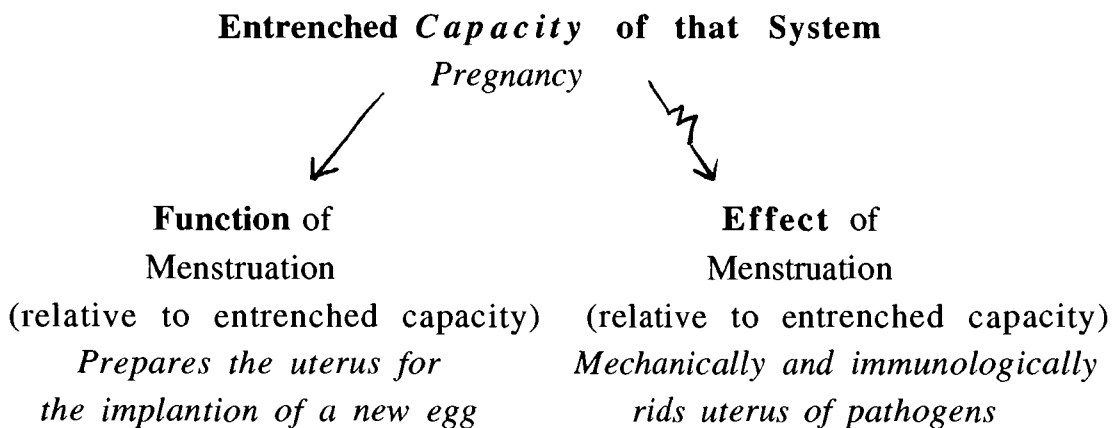 Entrenched Capacity of that System
Pregnancy
Function of
Menstruation
(relative to entrenched capacity)
Prepares the uterus for
the implantion of a new egg
Effect of
Menstruation
(relative to entrenched capacity)
Mechanically and immunologically
rids uterus of pathogens